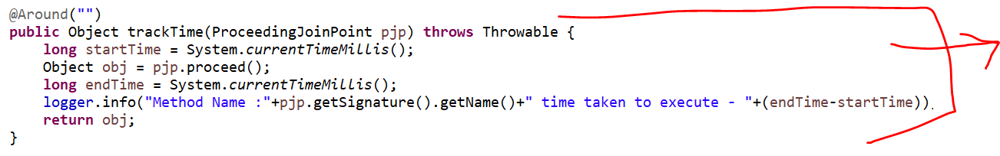 @Around("")
public Object trackTime(ProceedingJoinPoint pjp) throws Throwable {
long startTime = System.currentTimeMillis();
Object obj = pjp.proceed();
long endTime = System.currentTimeMillis();
logger.info("Method Name :"+pjp.getSignature().getName()+" time taken to execute - "+(endTime-startTime)).
return obj;
}